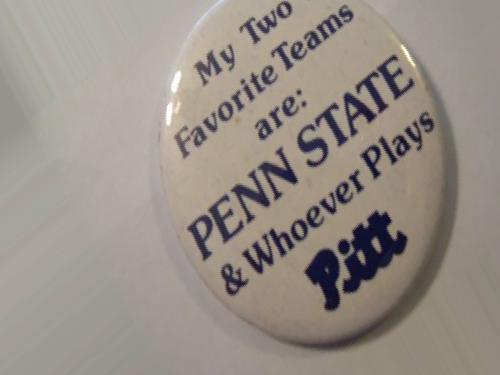 My Two
Favorite Teams
are:
PENN STATE
& Whoever Plays
Pitt